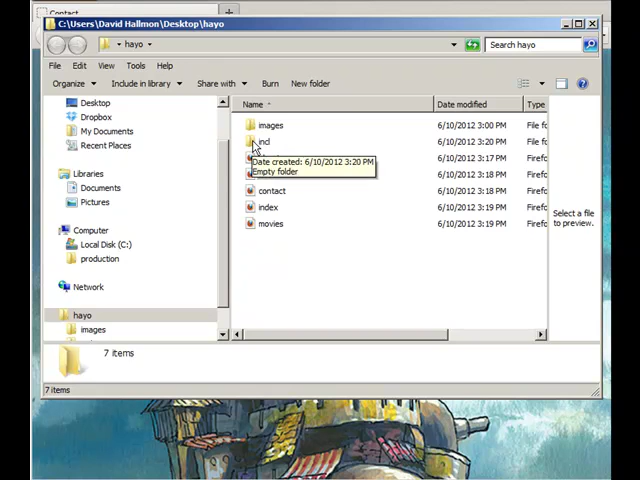 Contact
C:\Users\David Hallmon\Desktop\hayo
hayo
Search hayo
File Edit View Tools Help
Organize Include in library Share with Burn New folder
Desktop
Dropbox
My Documents
Recent Places
Libraries
Documents
Pictures
Computer
Local Disk (C:)
production
Network
hayo
images
Name Date modified Type
images 6/10/2012 3:00 PM File fo
incl 6/10/2012 3:20 PM File fo
6/10/2012 3:17 PM Firefo
6/10/2012 3:18 PM Firefo
contact 6/10/2012 3:18 PM Firefo
index 6/10/2012 3:19 PM Firefo
movies 6/10/2012 3:19 PM Firefo
Date created: 6/10/2012 3:20 PM
Empty folder
Select a file
to preview.
7 items
7 items